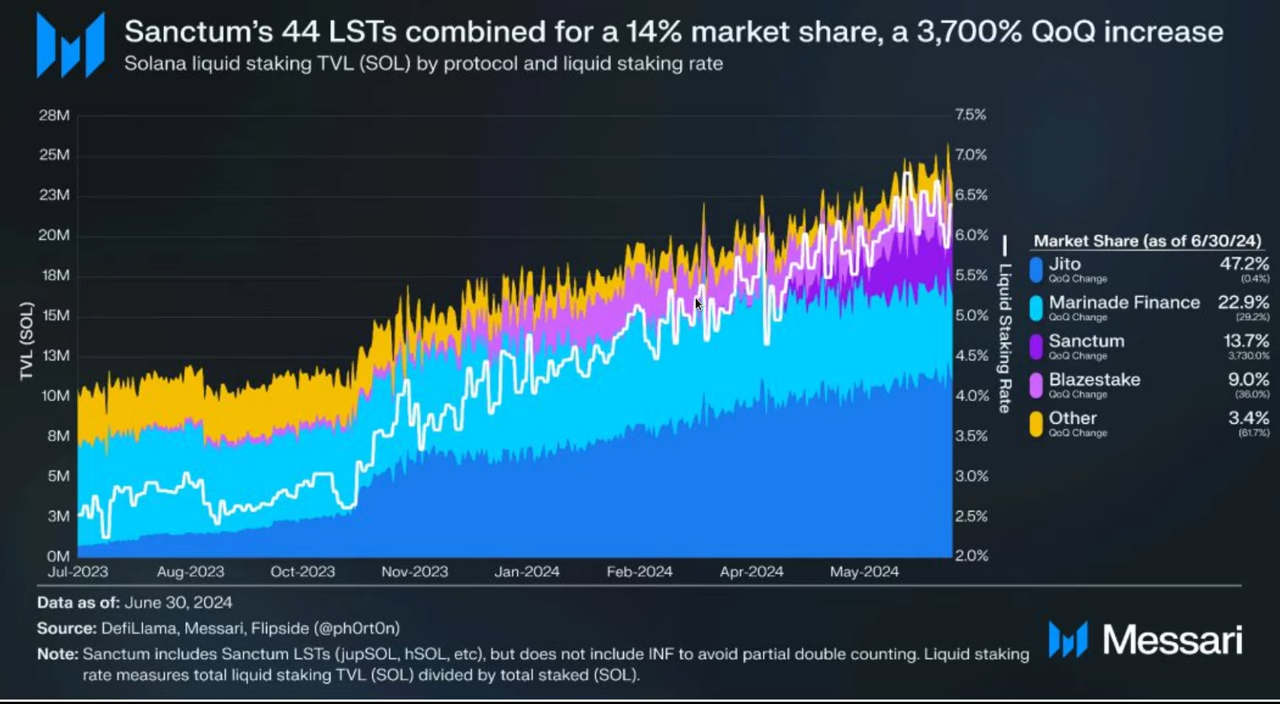 Sanctum's 44 LSTs combined for a 14% market share, a 3,700% QoQ increase
Solana liquid staking TVL (SOL) by protocol and liquid staking rate
28M
25M
23M
20M
18M
15M
13M
10M
8M
5M
3M
0M
TVL (SOL)
7.5%
7.0%
6.5%
6.0%
5.5%
5.0%
4.5%
4.0%
3.5%
3.0%
2.5%
2.0%
Liquid Staking Rate
Jul-2023 Aug-2023 Oct-2023 Nov-2023 Jan-2024 Feb-2024 Apr-2024 May-2024
Market Share (as of 6/30/24)
Jito 47.2%
QoQ Change (0.4%)
Marinade Finance 22.9%
QoQ Change (29.2%)
Sanctum 13.7%
QoQ Change 3,730.0%
Blazestake 9.0%
QoQ Change (36.0%)
Other 3.4%
QoQ Change (61.7%)
Data as of: June 30, 2024
Source: DefiLlama, Messari, Flipside (@ph0rt0n)
Note: Sanctum includes Sanctum LSTs (jupSOL, hSOL, etc), but does not include INF to avoid partial double counting. Liquid staking
rate measures total liquid staking TVL (SOL) divided by total staked (SOL).
Messari